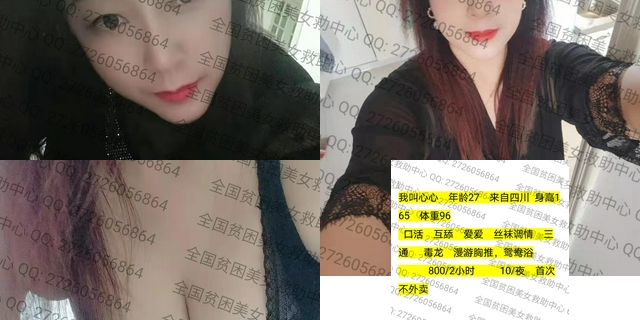 全国贫困美女救助中心 QQ: 2726056864
我叫心心 年龄27 来自四川 身高1
65 体重96
口活 互舔 爱爱 丝袜调情 三
通 毒龙 漫游胸推，鸳鸯浴
800/2小时 10/夜 首次
不外卖